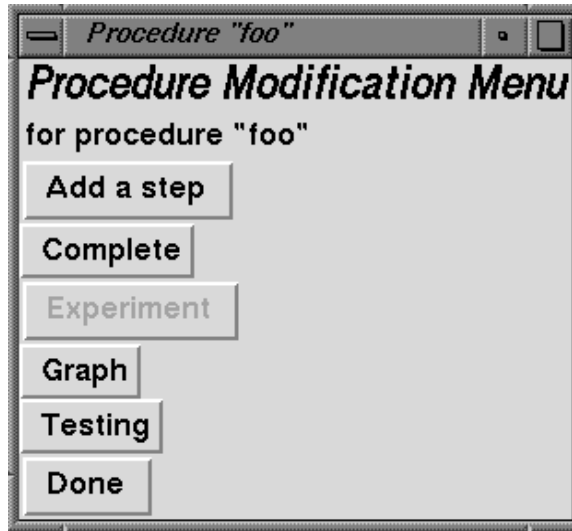 Procedure "foo"
Procedure Modification Menu
for procedure "foo"
Add a step
Complete
Experiment
Graph
Testing
Done